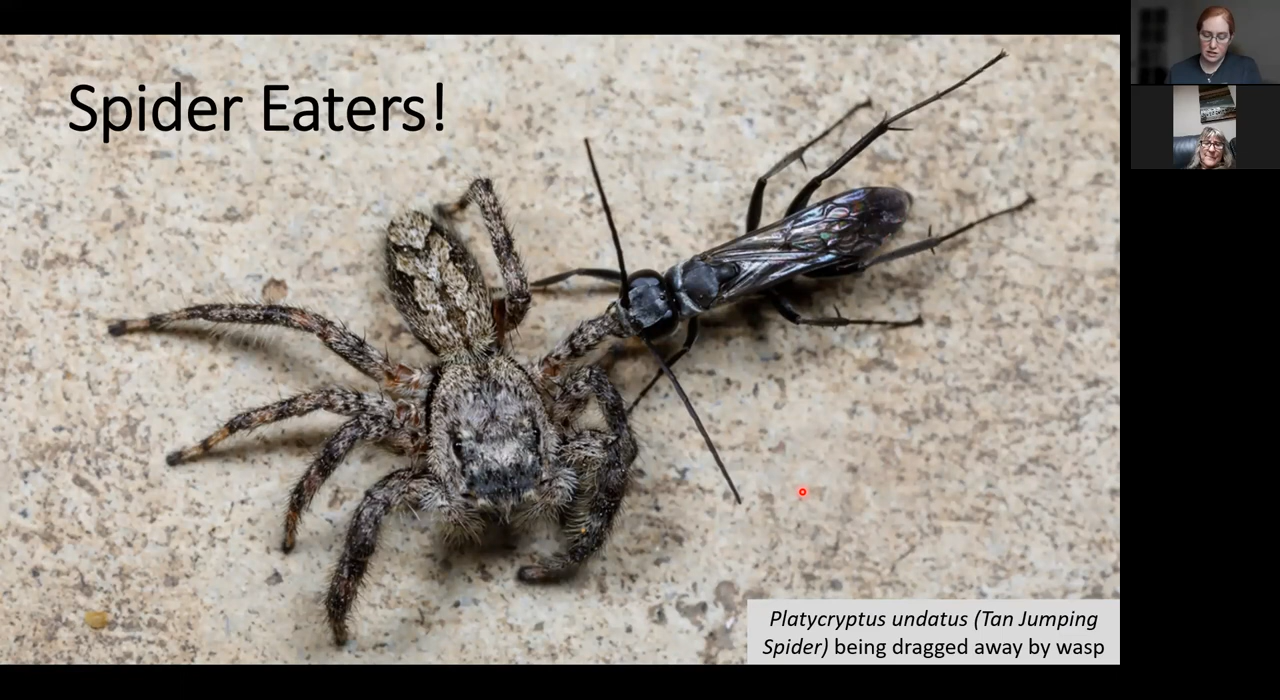 Spider Eaters!
Platycryptus undatus (Tan Jumping
Spider) being dragged away by wasp